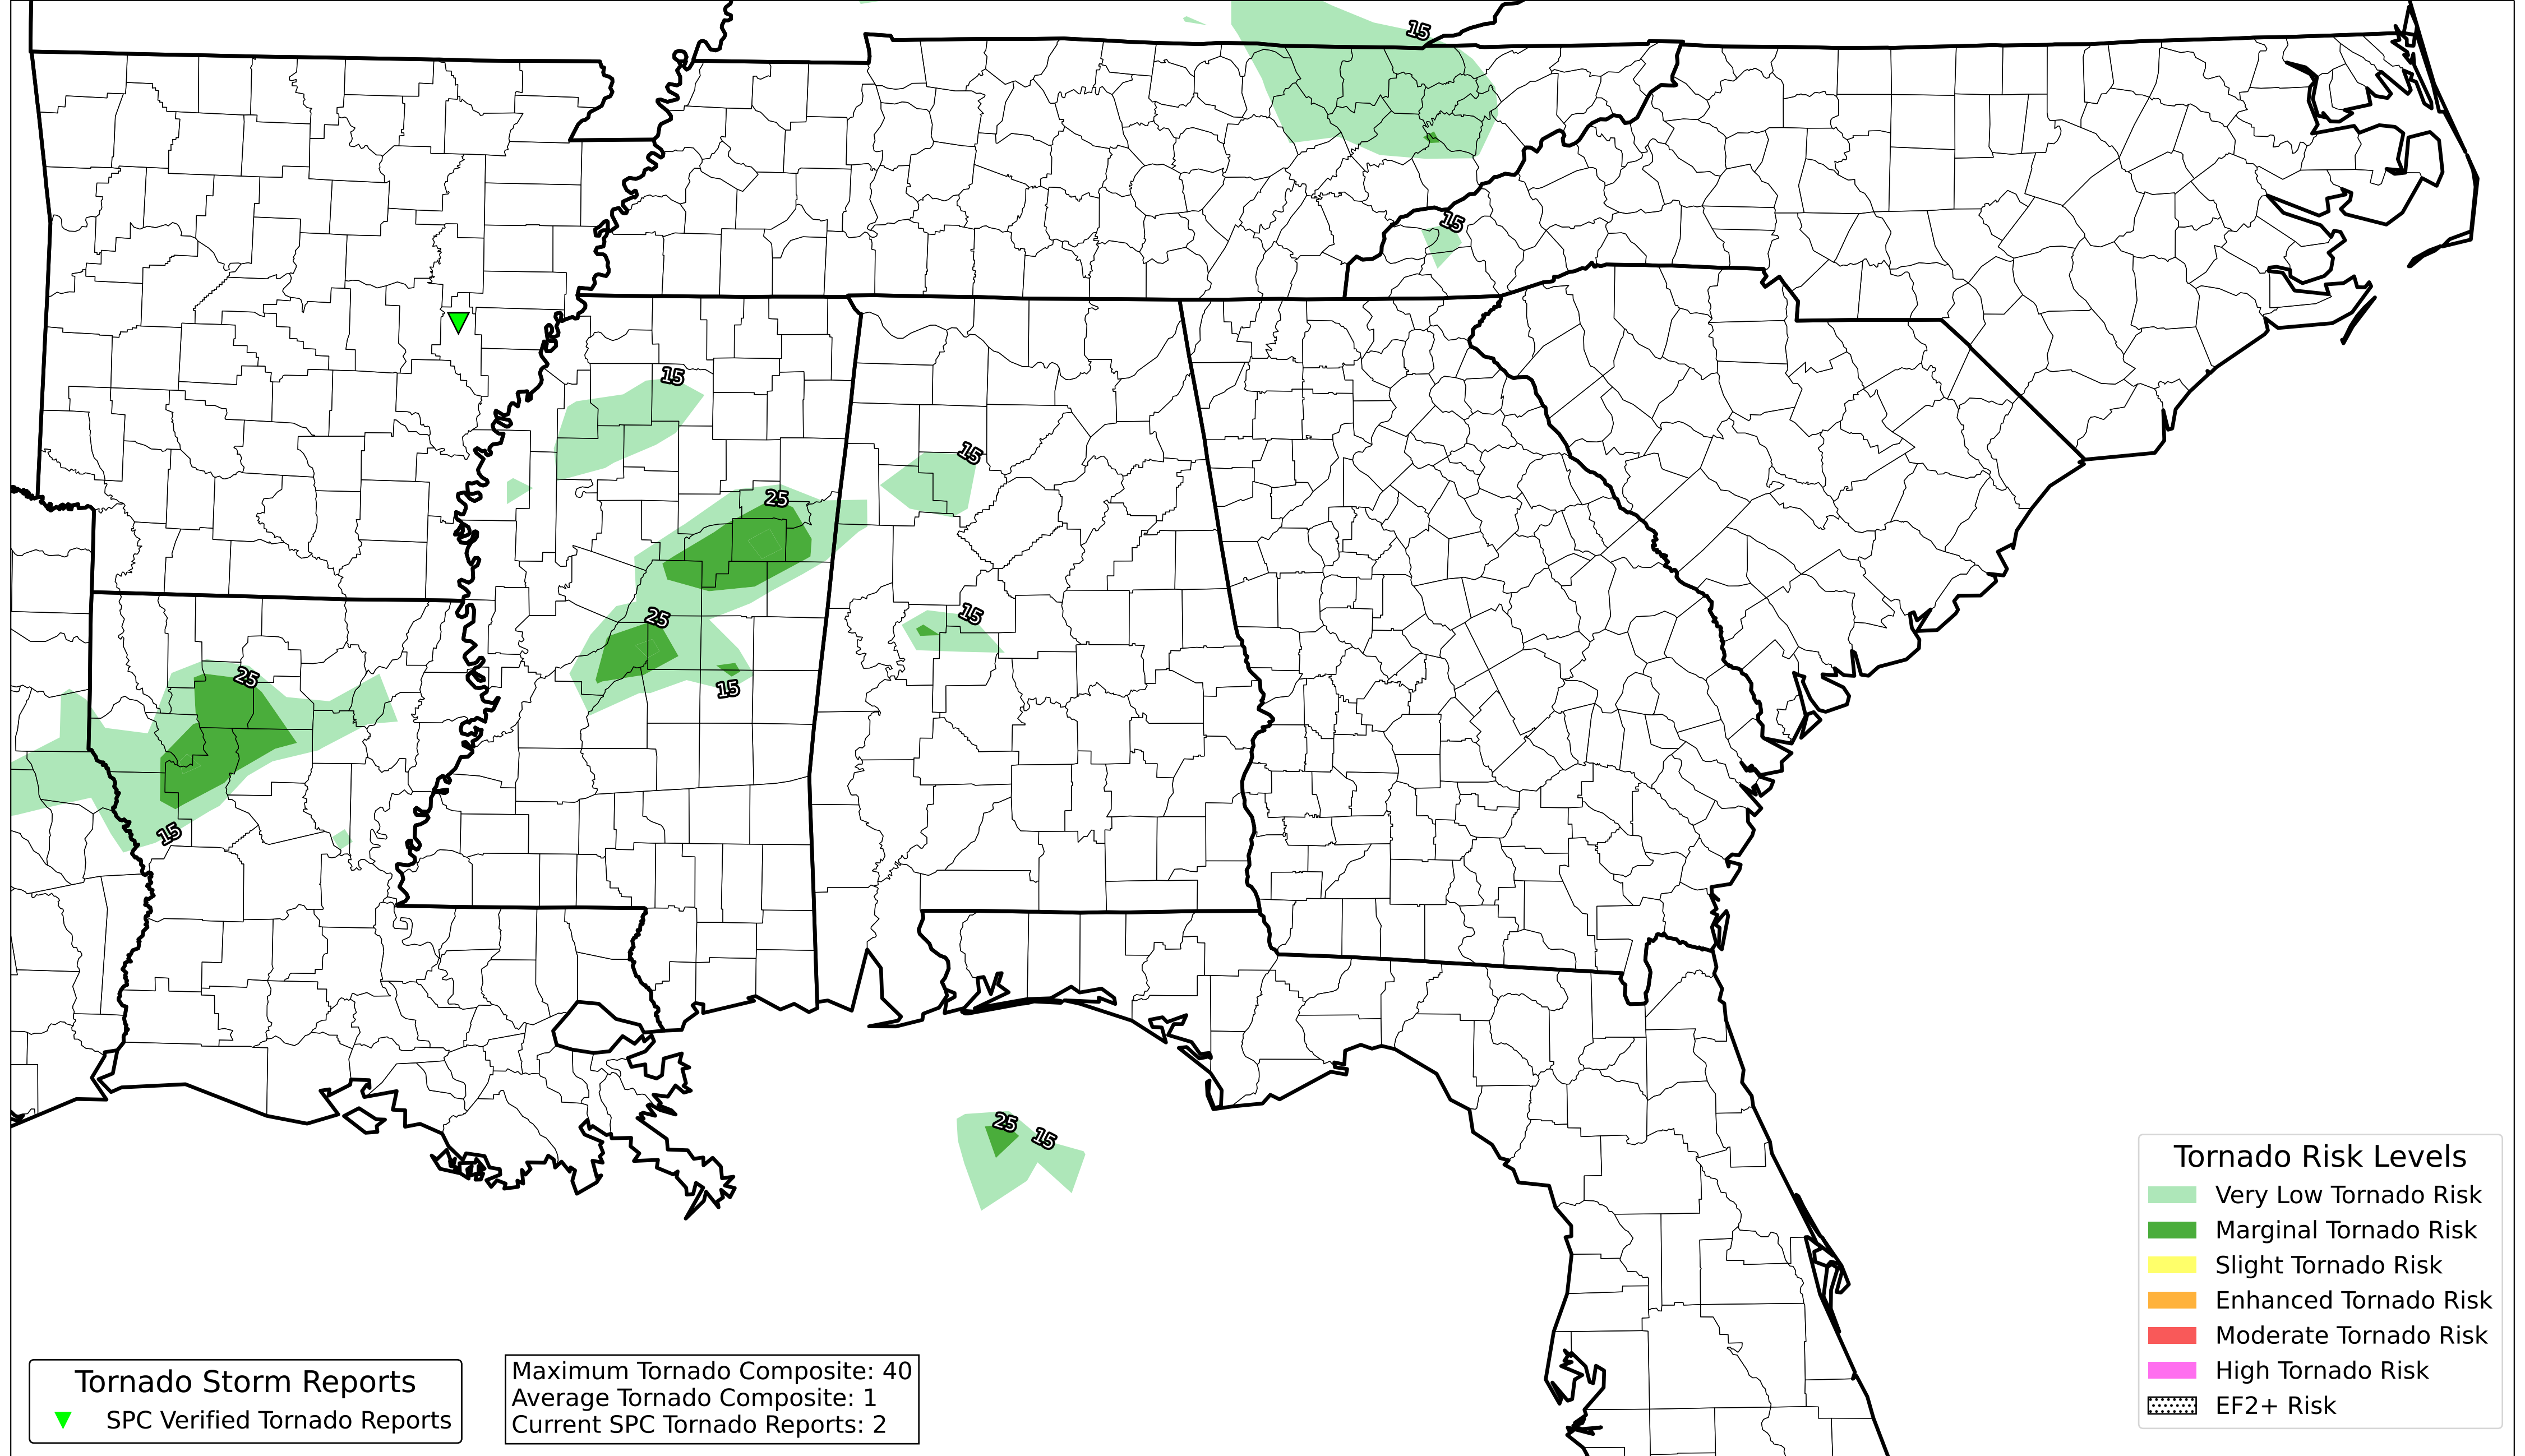 15
15
15
25
15
25
15
25
15
15
25
15
Tornado Risk Levels
Very Low Tornado Risk
Marginal Tornado Risk
Slight Tornado Risk
Enhanced Tornado Risk
Moderate Tornado Risk
High Tornado Risk
EF2+ Risk
Tornado Storm Reports
SPC Verified Tornado Reports
Maximum Tornado Composite: 40
Average Tornado Composite: 1
Current SPC Tornado Reports: 2